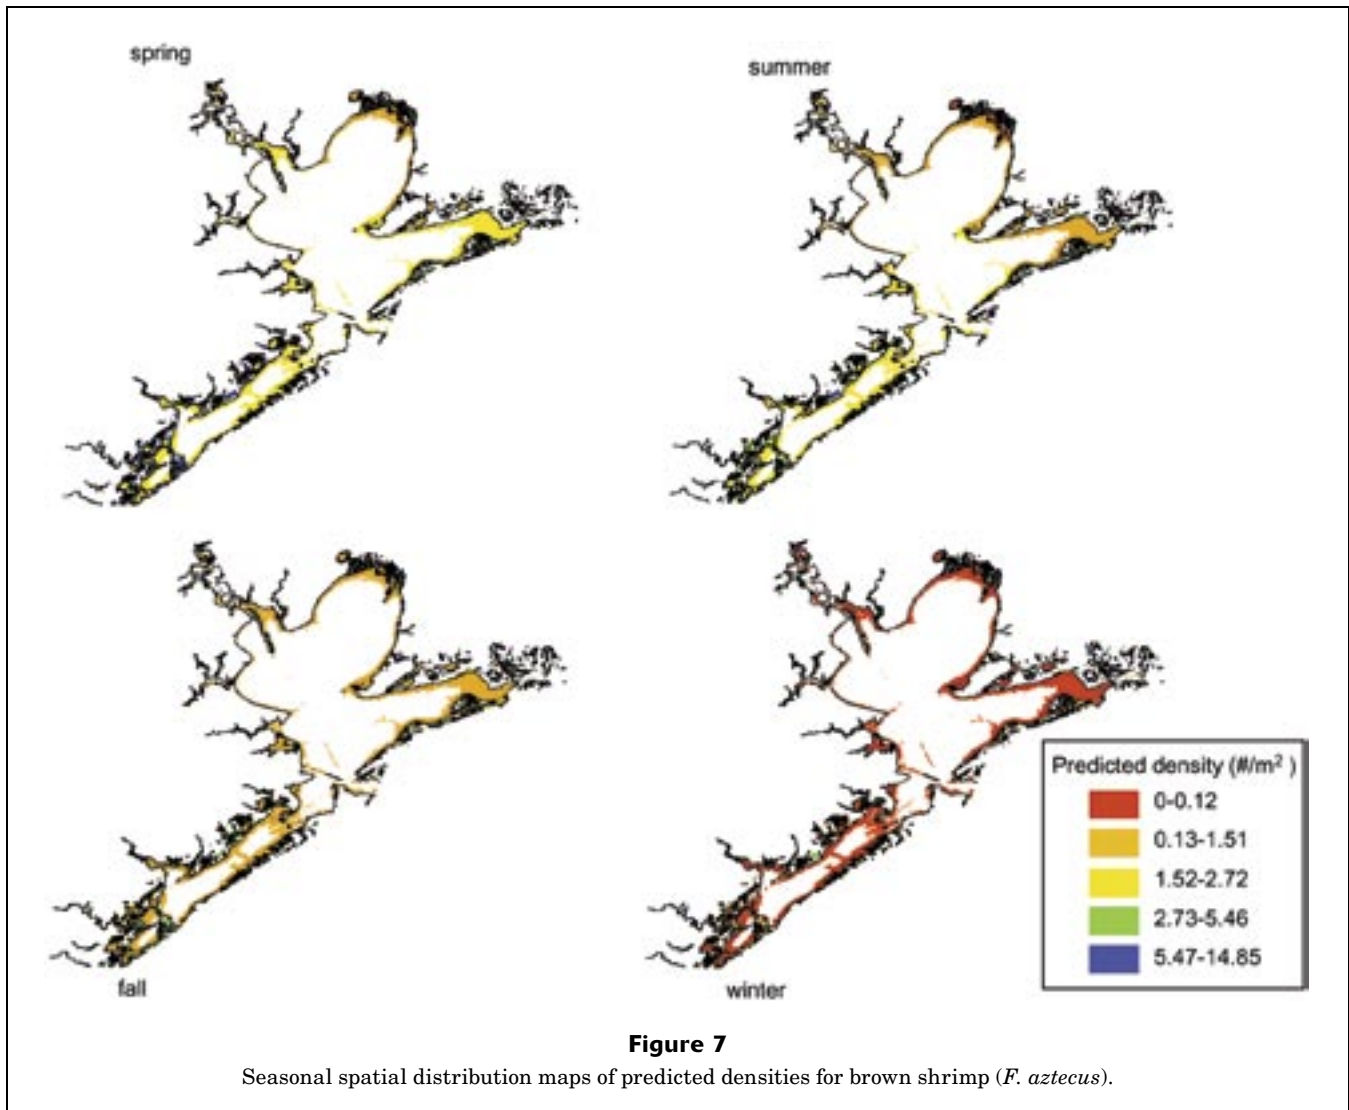 spring
summer
fall
winter
Predicted density (#/m² )
0-0.12
0.13-1.51
1.52-2.72
2.73-5.46
5.47-14.85
Figure 7
Seasonal spatial distribution maps of predicted densities for brown shrimp (F. aztecus).